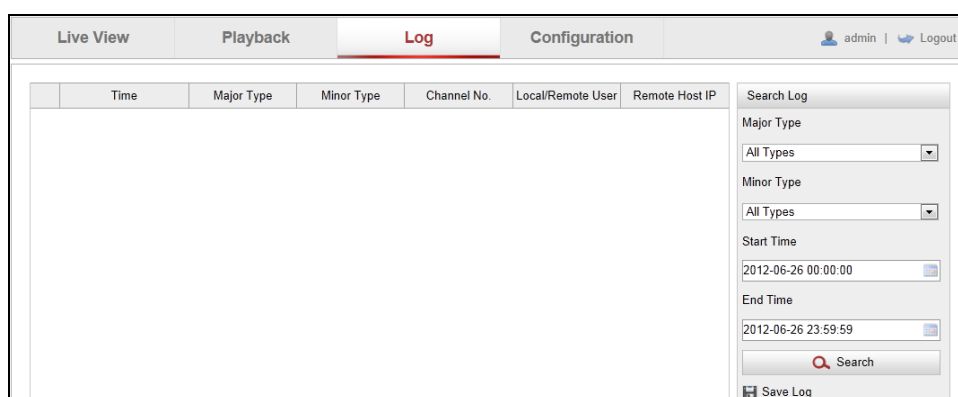 Live View Playback Log Configuration admin | Logout
Time Major Type Minor Type Channel No. Local/Remote User Remote Host IP
Search Log
Major Type
All Types
Minor Type
All Types
Start Time
2012-06-26 00:00:00
End Time
2012-06-26 23:59:59
Search
Save Log